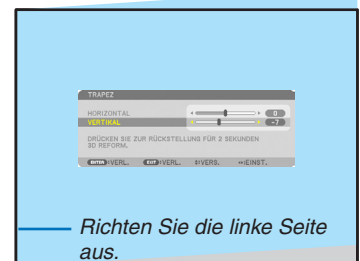 TRAPEZ
HORIZONTAL 0
VERTIKAL -7
DRÜCKEN SIE ZUR RÜCKSTELLUNG FÜR 2 SEKUNDEN
3D REFORM.
ENTER :VERL. EXIT :VERL. ↕:VERS. ↔:EINST.
Richten Sie die linke Seite
aus.